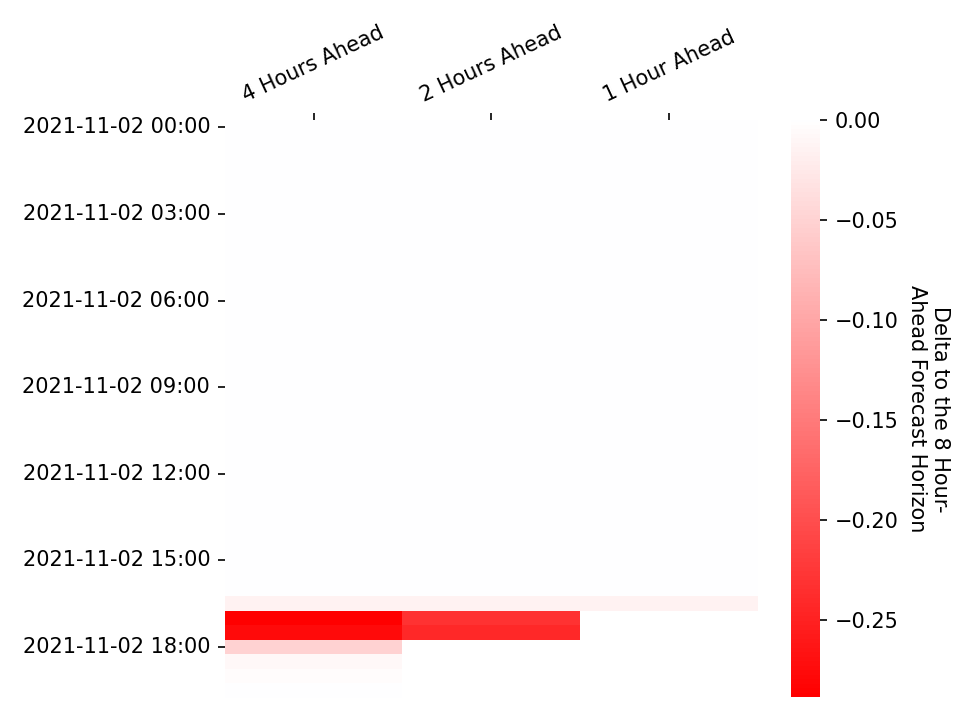 4 Hours Ahead
2 Hours Ahead
1 Hour Ahead
2021-11-02 00:00
2021-11-02 03:00
2021-11-02 06:00
2021-11-02 09:00
2021-11-02 12:00
2021-11-02 15:00
2021-11-02 18:00
0.00
−0.05
−0.10
−0.15
−0.20
−0.25
Delta to the 8 Hour-
Ahead Forecast Horizon